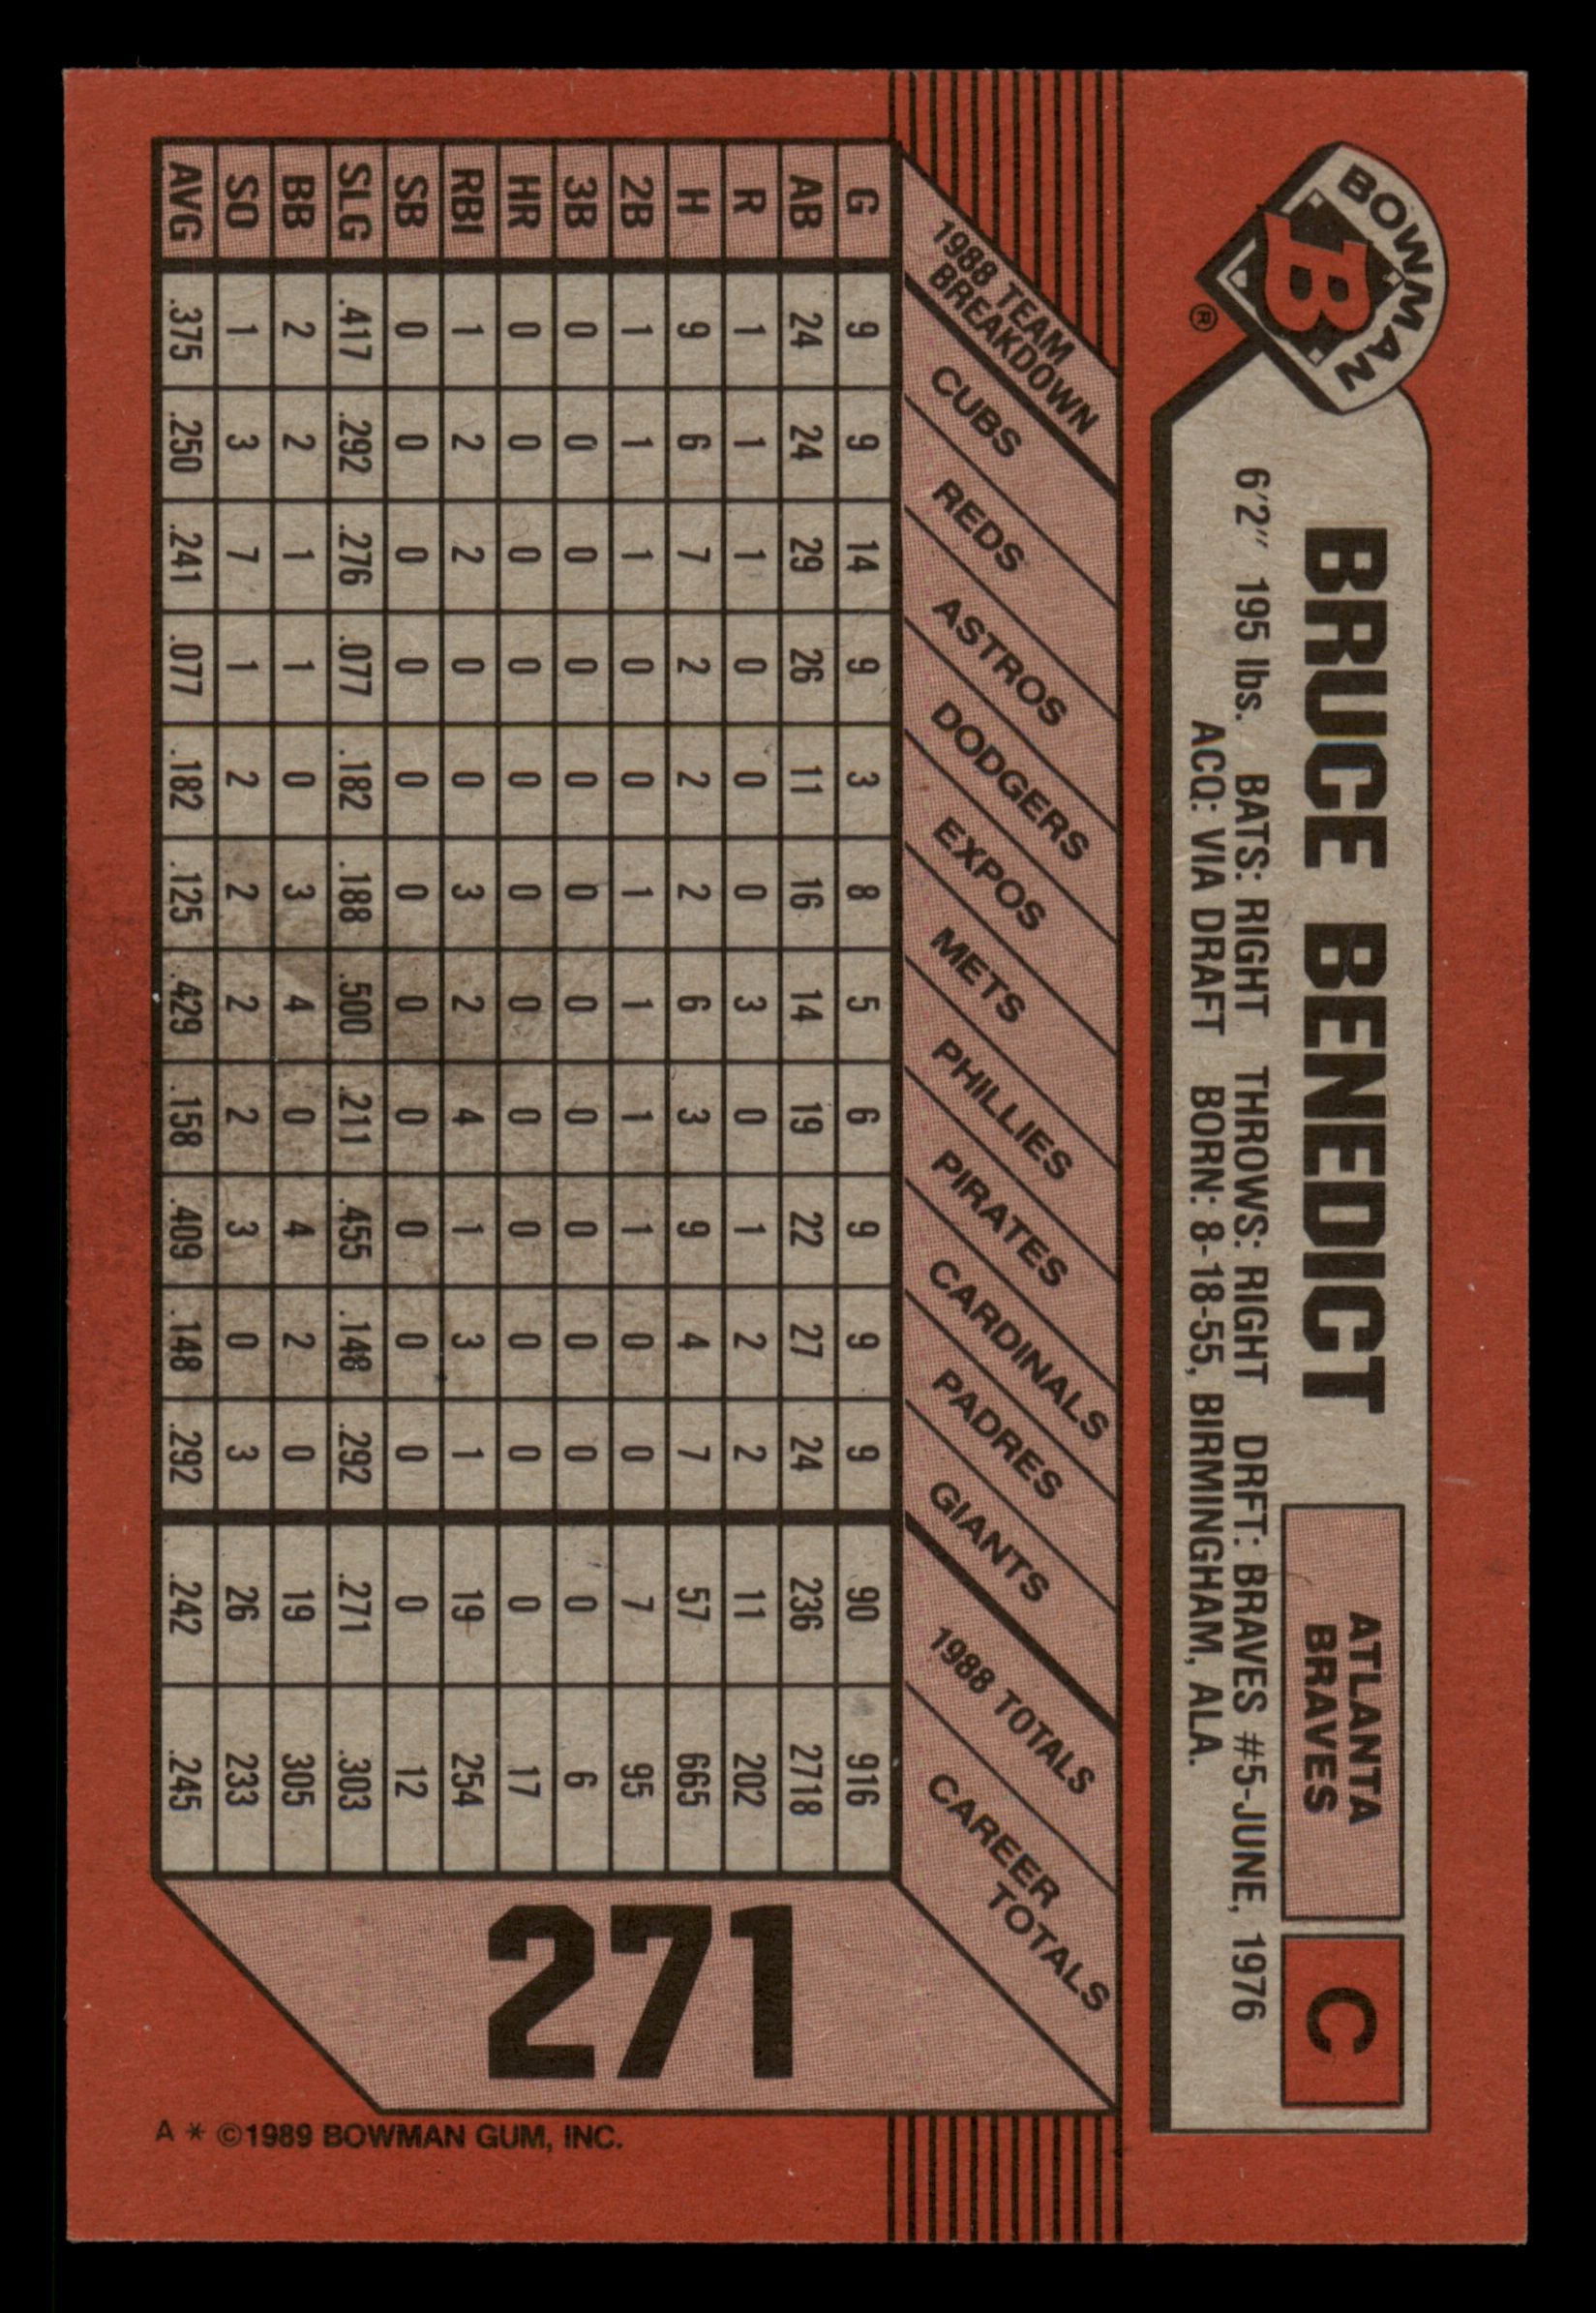 BOWMAN
B
®
BRUCE BENEDICT
ATLANTA
BRAVES
C
6'2" 195 lbs. BATS: RIGHT THROWS: RIGHT DRFT: BRAVES #5-JUNE, 1976
ACQ: VIA DRAFT BORN: 8-18-55, BIRMINGHAM, ALA.
1988 TEAM
BREAKDOWN
CUBS
REDS
ASTROS
DODGERS
EXPOS
METS
PHILLIES
PIRATES
CARDINALS
PADRES
GIANTS
1988 TOTALS
CAREER
TOTALS
G 9 9 14 9 3 8 5 6 9 9 9 90 916
AB 24 24 29 26 11 16 14 19 22 27 24 236 2718
R 1 1 1 0 0 0 3 0 1 2 2 11 202
H 9 6 7 2 2 2 6 3 9 4 7 57 665
2B 1 1 1 0 0 1 1 1 1 0 0 7 95
3B 0 0 0 0 0 0 0 0 0 0 0 0 6
HR 0 0 0 0 0 0 0 0 0 0 0 0 17
RBI 1 2 2 0 0 3 2 4 1 3 1 19 254
SB 0 0 0 0 0 0 0 0 0 0 0 0 12
SLG .417 .292 .276 .077 .182 .188 .500 .211 .455 .148 .292 .271 .303
BB 2 2 1 1 0 3 4 0 4 2 0 19 305
SO 1 3 7 1 2 2 2 2 3 0 3 26 233
AVG .375 .250 .241 .077 .182 .125 .429 .158 .409 .148 .292 .242 .245
271
A * ©1989 BOWMAN GUM, INC.